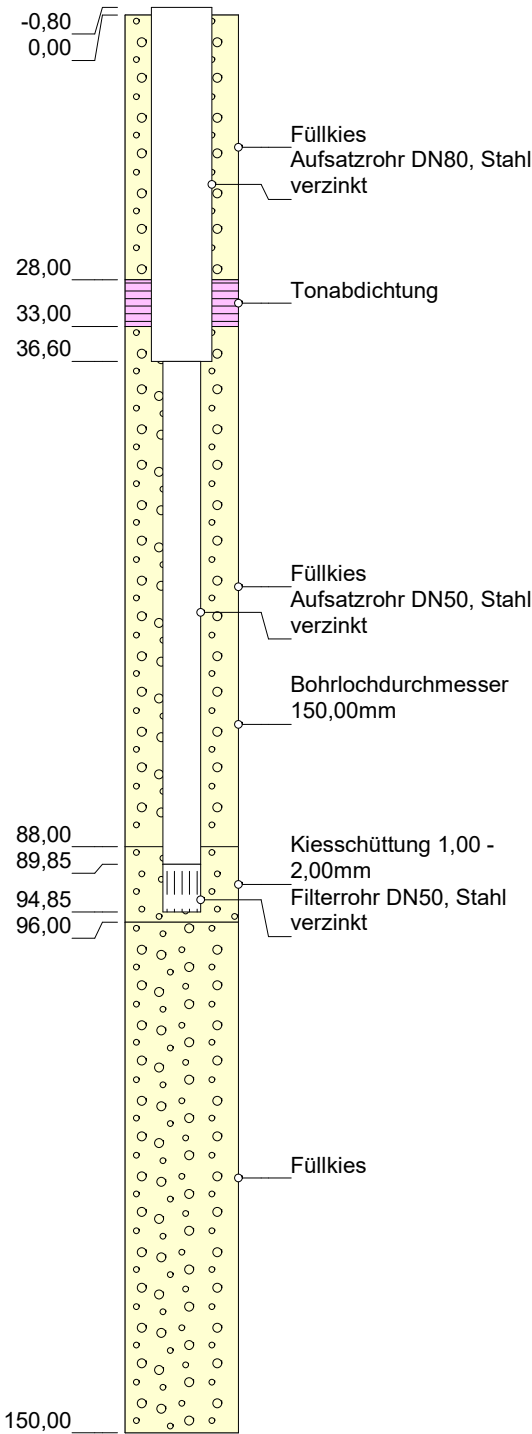 -0,80
0,00
Füllkies
Aufsatzrohr DN80, Stahl
verzinkt
28,00
Tonabdichtung
33,00
36,60
Füllkies
Aufsatzrohr DN50, Stahl
verzinkt
Bohrlochdurchmesser
150,00mm
88,00
89,85
Kiesschüttung 1,00 -
2,00mm
94,85
Filterrohr DN50, Stahl
verzinkt
96,00
Füllkies
150,00